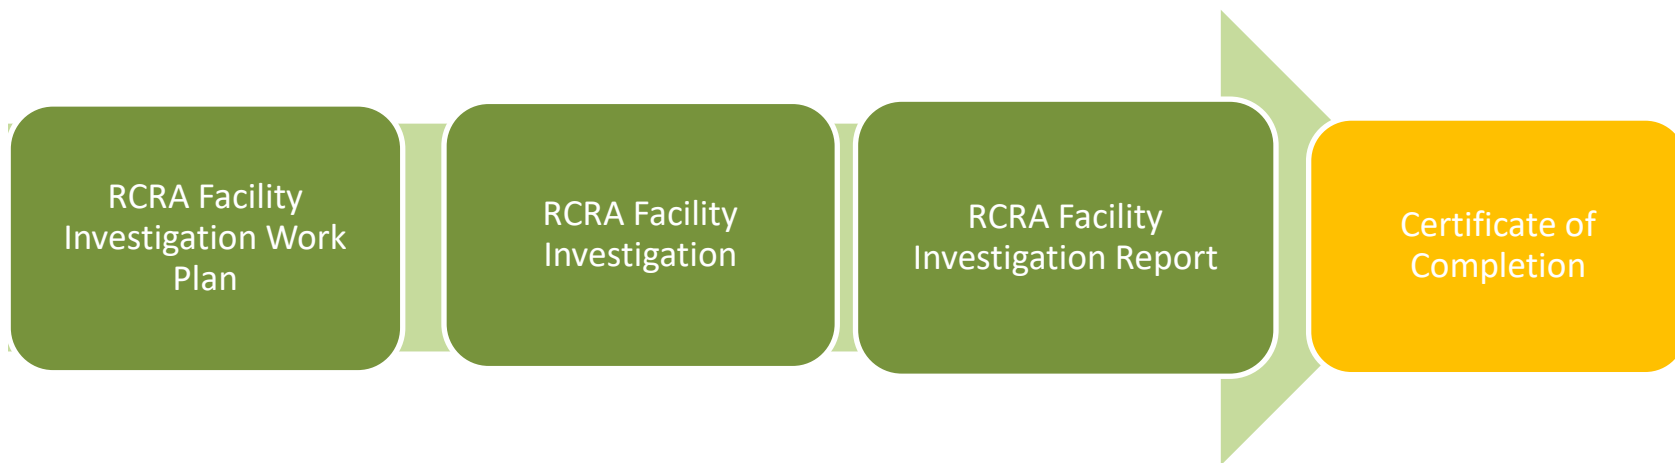 RCRA Facility
Investigation Work
Plan
RCRA Facility
Investigation
RCRA Facility
Investigation Report
Certificate of
Completion